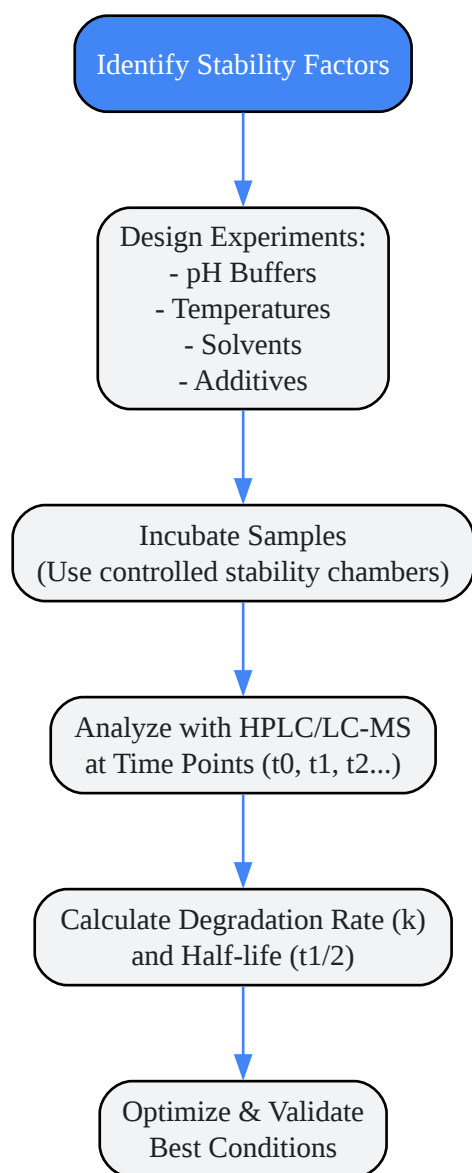 Identify Stability Factors
Design Experiments:
- pH Buffers
- Temperatures
- Solvents
- Additives
Incubate Samples
(Use controlled stability chambers)
Analyze with HPLC/LC-MS
at Time Points (t0, t1, t2...)
Calculate Degradation Rate (k)
and Half-life (t1/2)
Optimize & Validate
Best Conditions